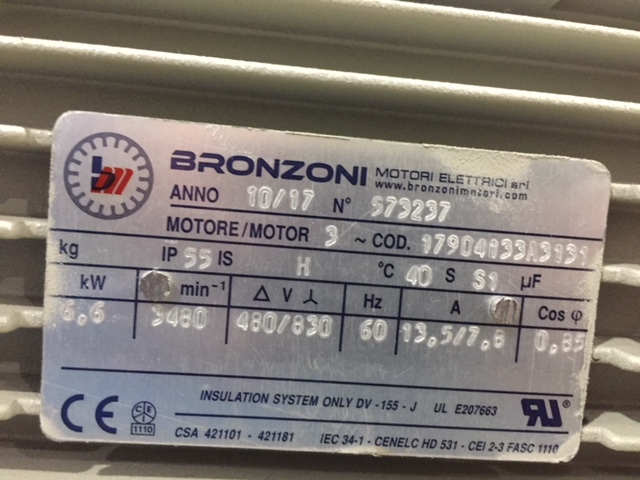 BRONZONI MOTORI ELETTRICI srl
www.bronzonimotori.com
ANNO 10/17 N° 573237
MOTORE/MOTOR 3 ~ COD. 17904133A3131
kg IP 55 IS H °C 40 S S1 µF
kW min-1 Δ V ⅄ Hz A Cos φ
6,6 3480 480/830 60 13,5/7,8 0,85
INSULATION SYSTEM ONLY DV - 155 - J UL E207663
CE CEI 1110 CSA 421101 - 421181 IEC 34-1 - CENELC HD 531 - CEI 2-3 FASC 1110